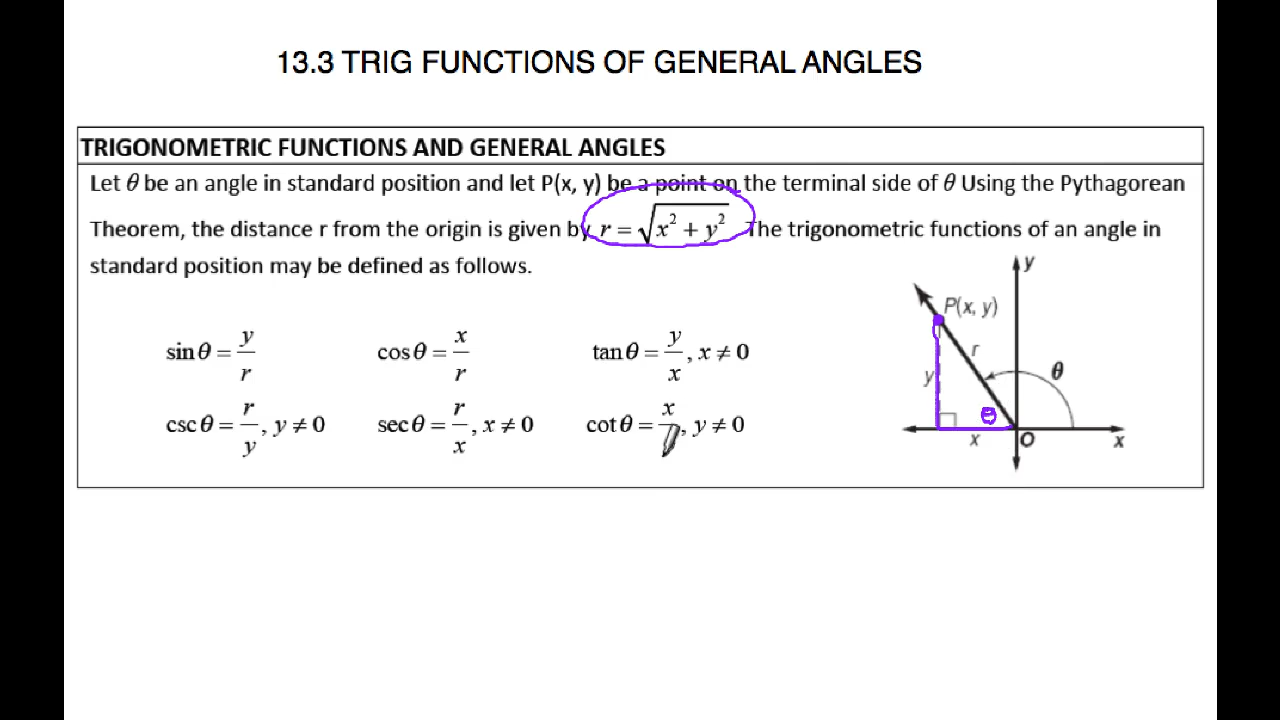 13.3 TRIG FUNCTIONS OF GENERAL ANGLES
TRIGONOMETRIC FUNCTIONS AND GENERAL ANGLES
Let θ be an angle in standard position and let P(x, y) be a point on the terminal side of θ Using the Pythagorean
Theorem, the distance r from the origin is given by r = √(x² + y²) The trigonometric functions of an angle in
standard position may be defined as follows.
sin θ = y/r cos θ = x/r tan θ = y/x, x ≠ 0
csc θ = r/y, y ≠ 0 sec θ = r/x, x ≠ 0 cot θ = x/, y ≠ 0
y
P(x, y)
r
θ
y
θ
x
O
x